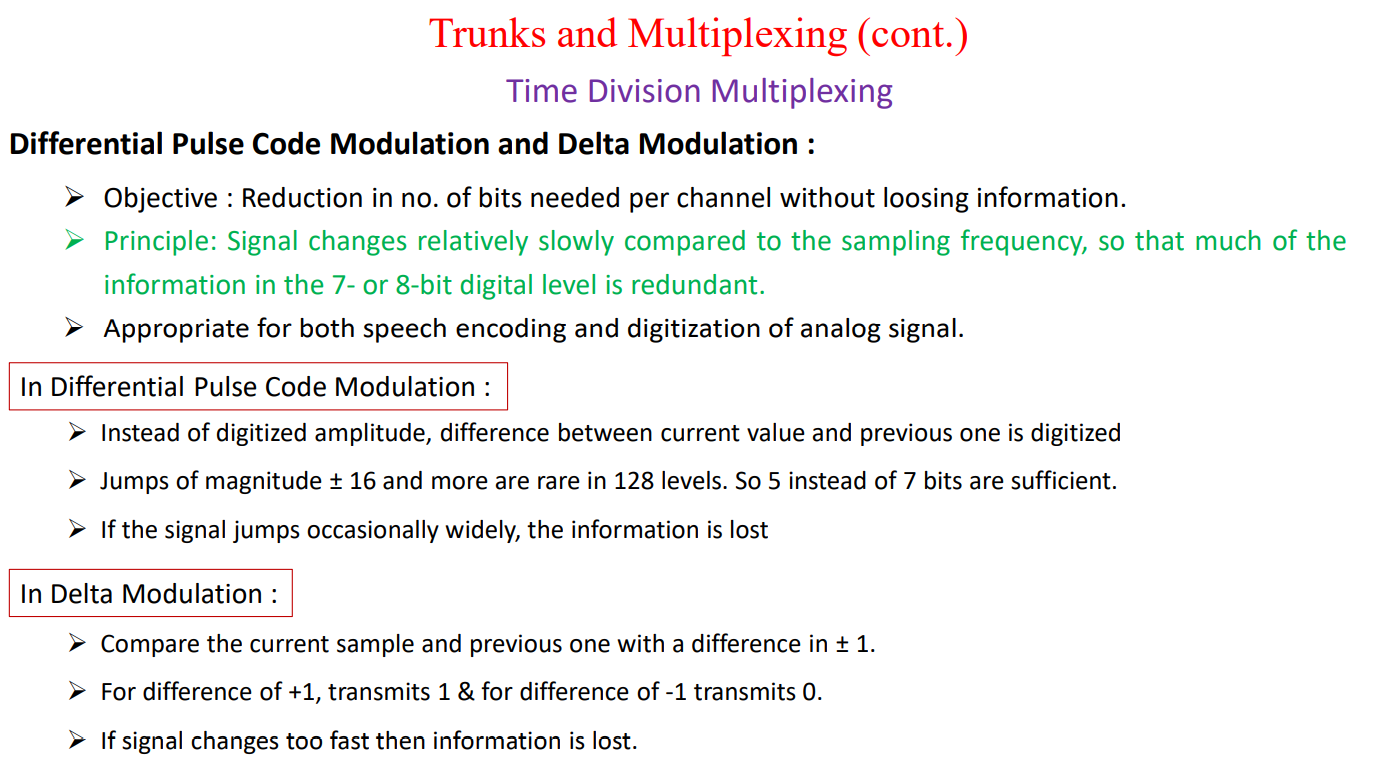 Trunks and Multiplexing (cont.)
Time Division Multiplexing
Differential Pulse Code Modulation and Delta Modulation :
➢ Objective : Reduction in no. of bits needed per channel without loosing information.
➢ Principle: Signal changes relatively slowly compared to the sampling frequency, so that much of the
information in the 7- or 8-bit digital level is redundant.
➢ Appropriate for both speech encoding and digitization of analog signal.
In Differential Pulse Code Modulation :
➢ Instead of digitized amplitude, difference between current value and previous one is digitized
➢ Jumps of magnitude ± 16 and more are rare in 128 levels. So 5 instead of 7 bits are sufficient.
➢ If the signal jumps occasionally widely, the information is lost
In Delta Modulation :
➢ Compare the current sample and previous one with a difference in ± 1.
➢ For difference of +1, transmits 1 & for difference of -1 transmits 0.
➢ If signal changes too fast then information is lost.